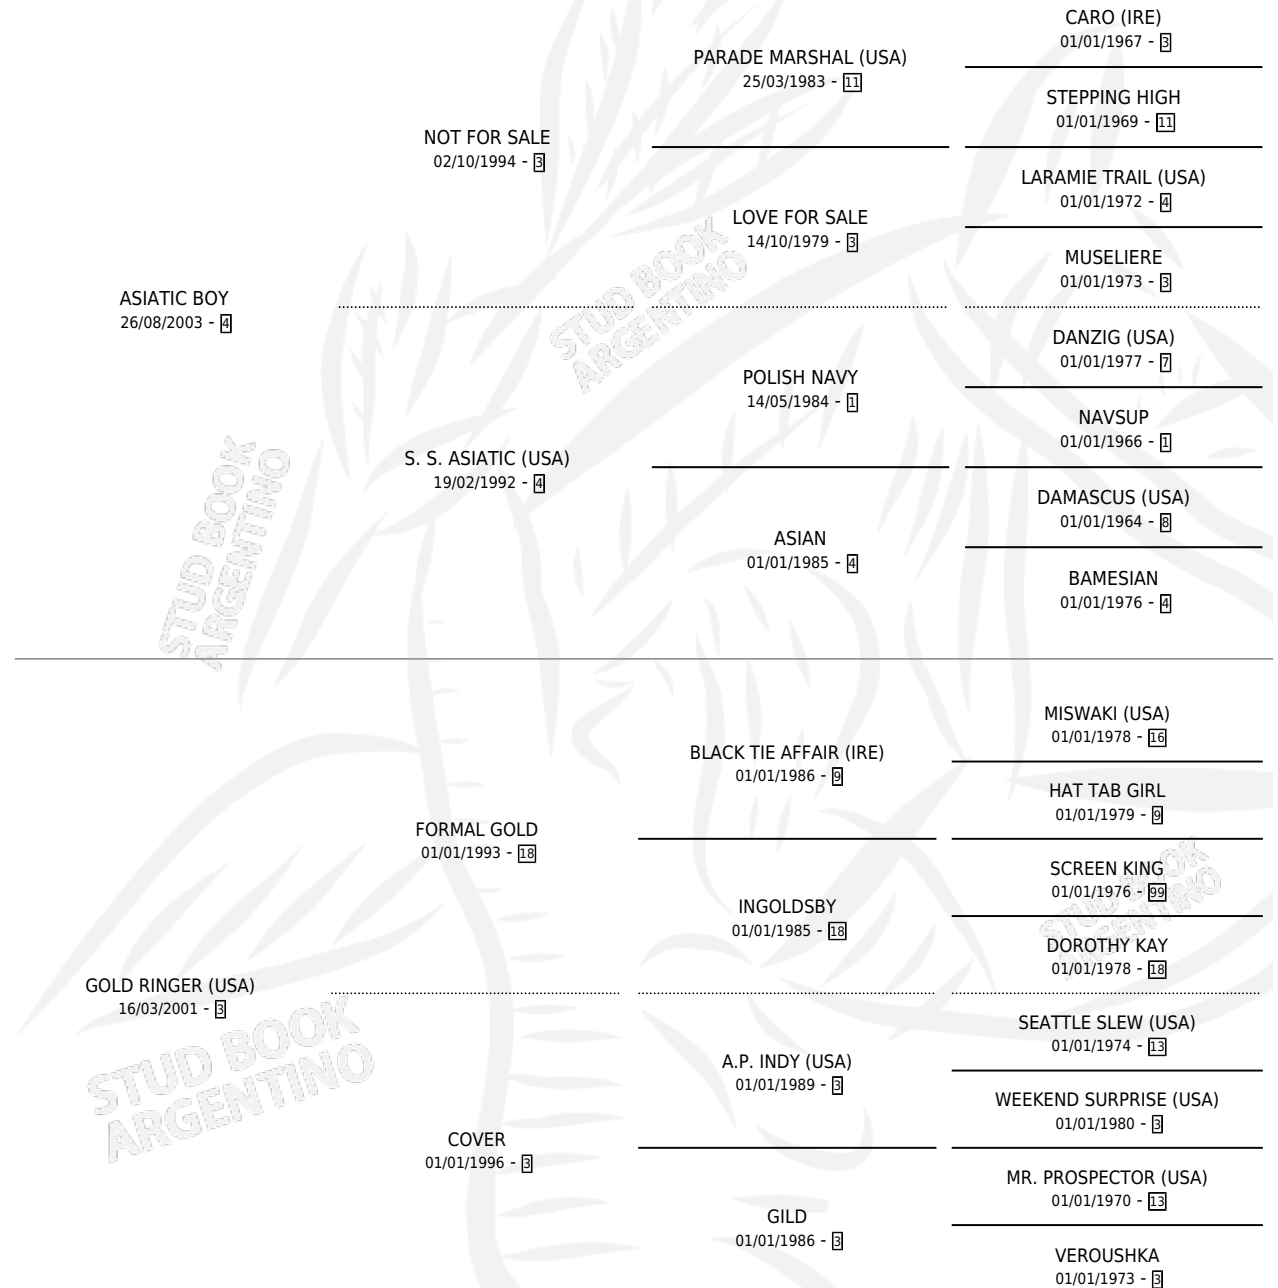 CARO (IRE)
01/01/1967 - 3
PARADE MARSHAL (USA)
25/03/1983 - 11
STEPPING HIGH
01/01/1969 - 11
NOT FOR SALE
02/10/1994 - 3
LARAMIE TRAIL (USA)
01/01/1972 - 4
LOVE FOR SALE
14/10/1979 - 3
MUSELIERE
01/01/1973 - 3
ASIATIC BOY
26/08/2003 - 4
STUD BOOK
ARGENTINO
DANZIG (USA)
01/01/1977 - 7
POLISH NAVY
14/05/1984 - 1
NAVSUP
01/01/1966 - 1
S. S. ASIATIC (USA)
19/02/1992 - 4
DAMASCUS (USA)
01/01/1964 - 8
ASIAN
01/01/1985 - 4
BAMESIAN
01/01/1976 - 4
STUD BOOK
ARGENTINO
MISWAKI (USA)
01/01/1978 - 16
BLACK TIE AFFAIR (IRE)
01/01/1986 - 9
HAT TAB GIRL
01/01/1979 - 9
FORMAL GOLD
01/01/1993 - 18
SCREEN KING
01/01/1976 - 99
INGOLDSBY
01/01/1985 - 18
DOROTHY KAY
01/01/1978 - 18
STUD BOOK
ARGENTINO
GOLD RINGER (USA)
16/03/2001 - 3
SEATTLE SLEW (USA)
01/01/1974 - 13
A.P. INDY (USA)
01/01/1989 - 3
WEEKEND SURPRISE (USA)
01/01/1980 - 3
STUD BOOK
ARGENTINO
COVER
01/01/1996 - 3
MR. PROSPECTOR (USA)
01/01/1970 - 13
GILD
01/01/1986 - 3
VEROUSHKA
01/01/1973 - 3